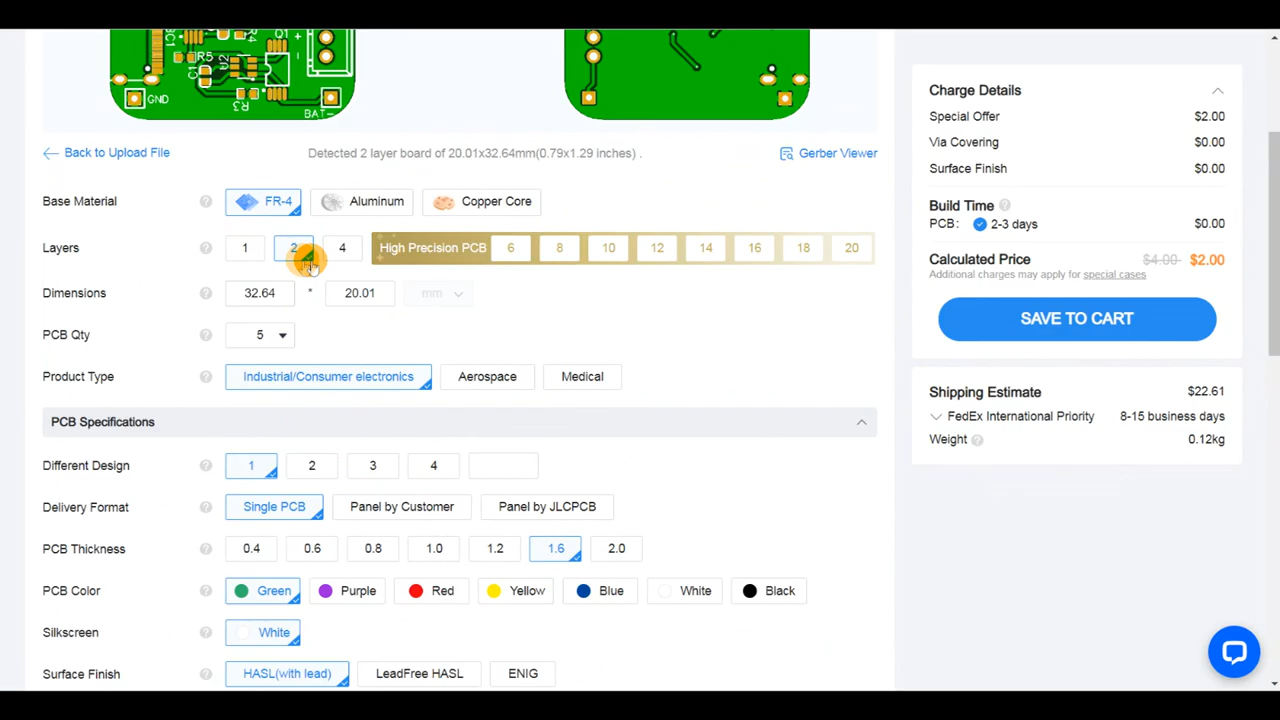 R4
Q1
+
-
R5
C1
U2
R3
GND
BAT-
Back to Upload File
Detected 2 layer board of 20.01x32.64mm(0.79x1.29 inches) .
Gerber Viewer
Base Material ? FR-4 Aluminum Copper Core
Layers ? 1 2 4 High Precision PCB 6 8 10 12 14 16 18 20
Dimensions ? 32.64 * 20.01 mm
PCB Qty ? 5
Product Type ? Industrial/Consumer electronics Aerospace Medical
PCB Specifications
Different Design ? 1 2 3 4
Delivery Format ? Single PCB Panel by Customer Panel by JLCPCB
PCB Thickness ? 0.4 0.6 0.8 1.0 1.2 1.6 2.0
PCB Color ? Green Purple Red Yellow Blue White Black
Silkscreen ? White
Surface Finish ? HASL(with lead) LeadFree HASL ENIG
Charge Details
Special Offer $2.00
Via Covering $0.00
Surface Finish $0.00
Build Time ?
PCB: 2-3 days $0.00
Calculated Price $4.00 $2.00
Additional charges may apply for special cases
SAVE TO CART
Shipping Estimate $22.61
FedEx International Priority 8-15 business days
Weight ? 0.12kg